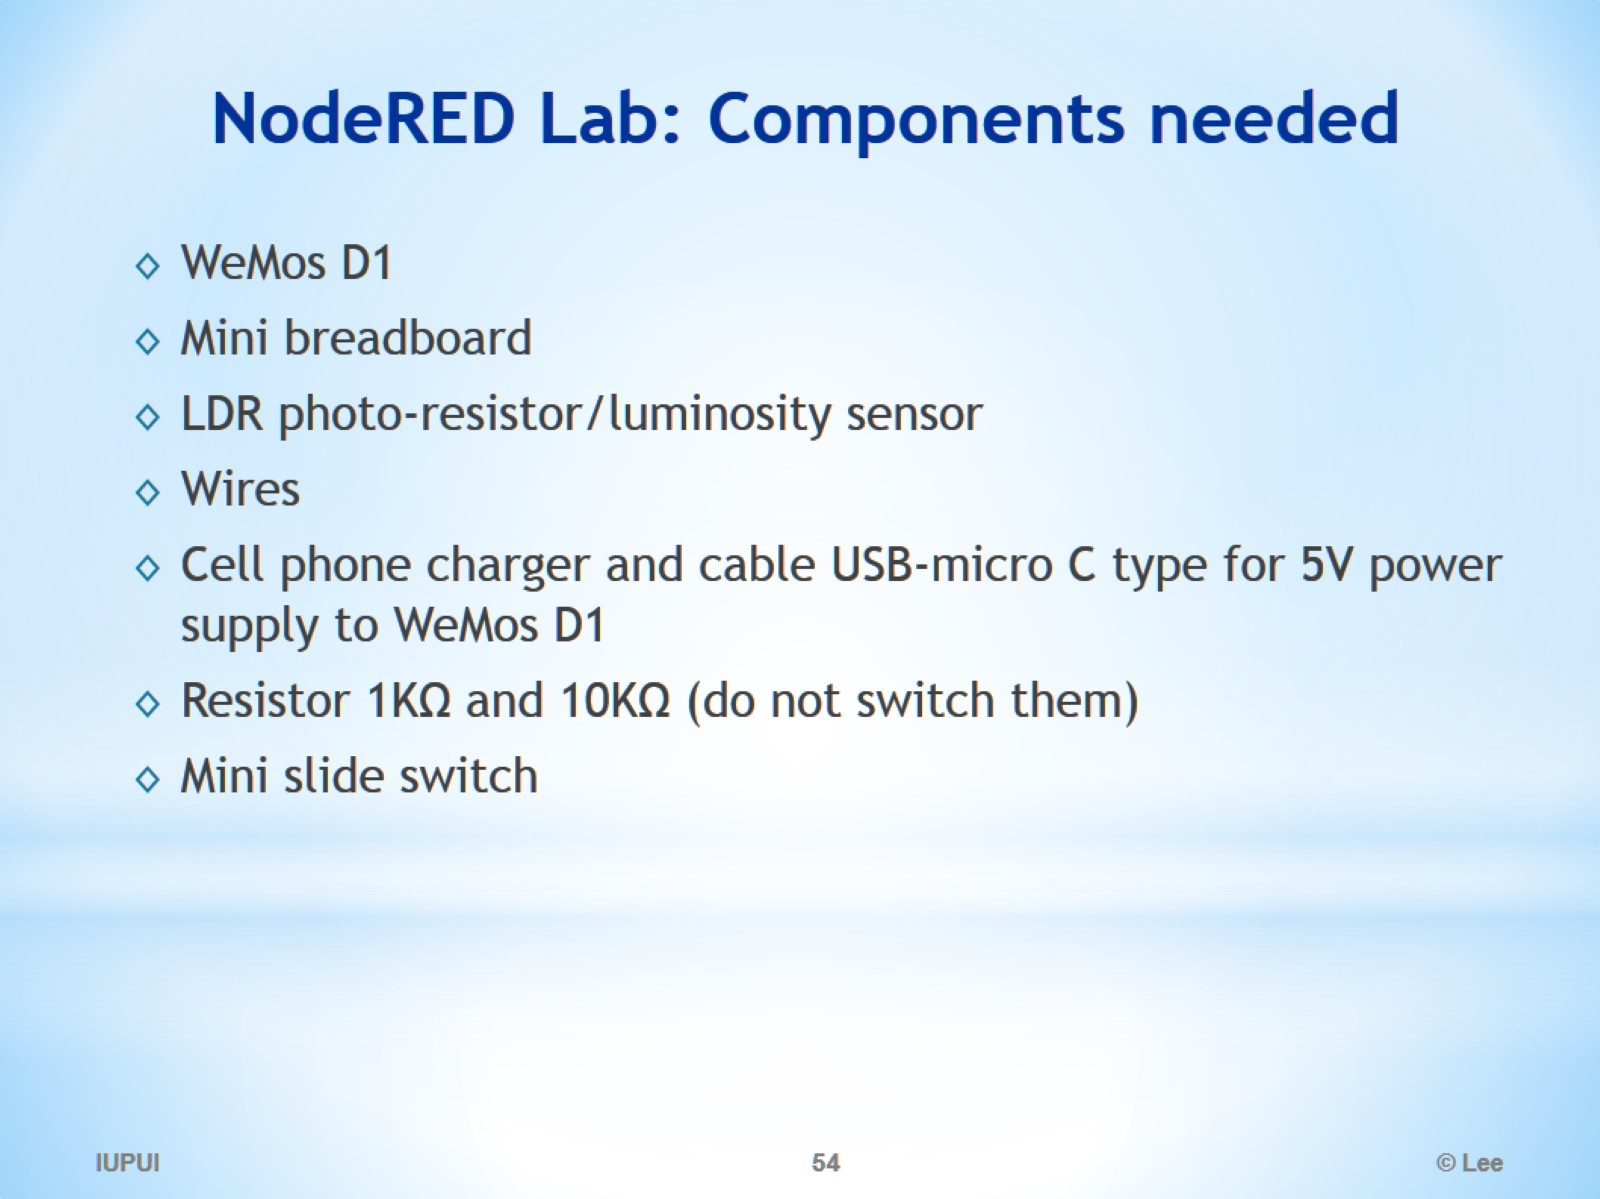 NodeRED Lab: Components needed
◇ WeMos D1
◇ Mini breadboard
◇ LDR photo-resistor/luminosity sensor
◇ Wires
◇ Cell phone charger and cable USB-micro C type for 5V power
supply to WeMos D1
◇ Resistor 1KΩ and 10KΩ (do not switch them)
◇ Mini slide switch
IUPUI 54 © Lee